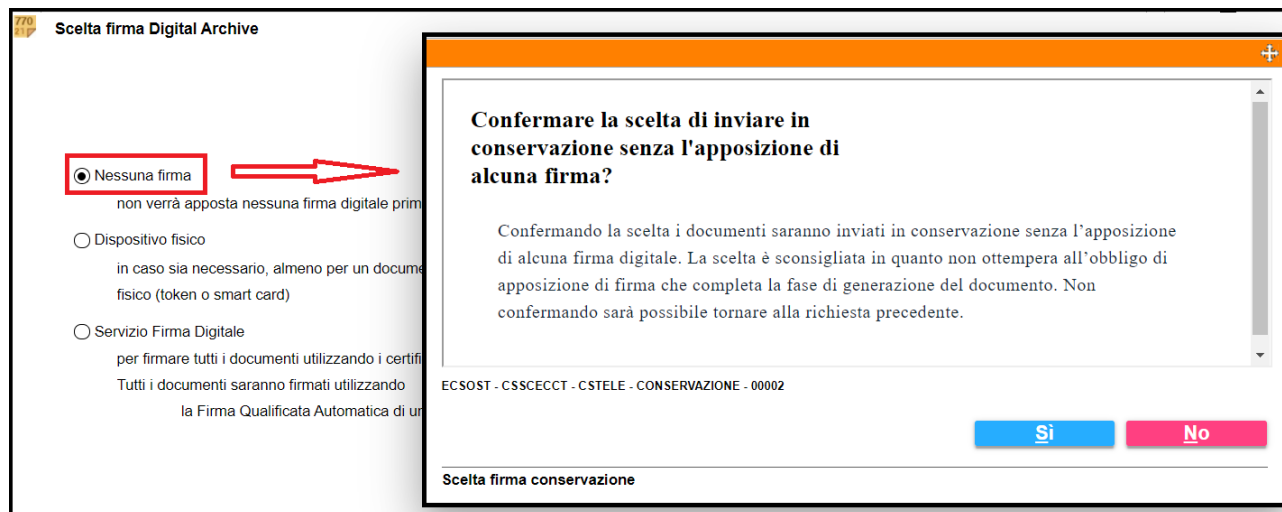 770
21
Scelta firma Digital Archive
Nessuna firma
non verrà apposta nessuna firma digitale prim
Dispositivo fisico
in caso sia necessario, almeno per un docume
fisico (token o smart card)
Servizio Firma Digitale
per firmare tutti i documenti utilizzando i certifi
Tutti i documenti saranno firmati utilizzando
la Firma Qualificata Automatica di un
Confermare la scelta di inviare in
conservazione senza l'apposizione di
alcuna firma?
Confermando la scelta i documenti saranno inviati in conservazione senza l’apposizione
di alcuna firma digitale. La scelta è sconsigliata in quanto non ottempera all’obbligo di
apposizione di firma che completa la fase di generazione del documento. Non
confermando sarà possibile tornare alla richiesta precedente.
ECSOST - CSSCECCT - CSTELE - CONSERVAZIONE - 00002
Sì No
Scelta firma conservazione